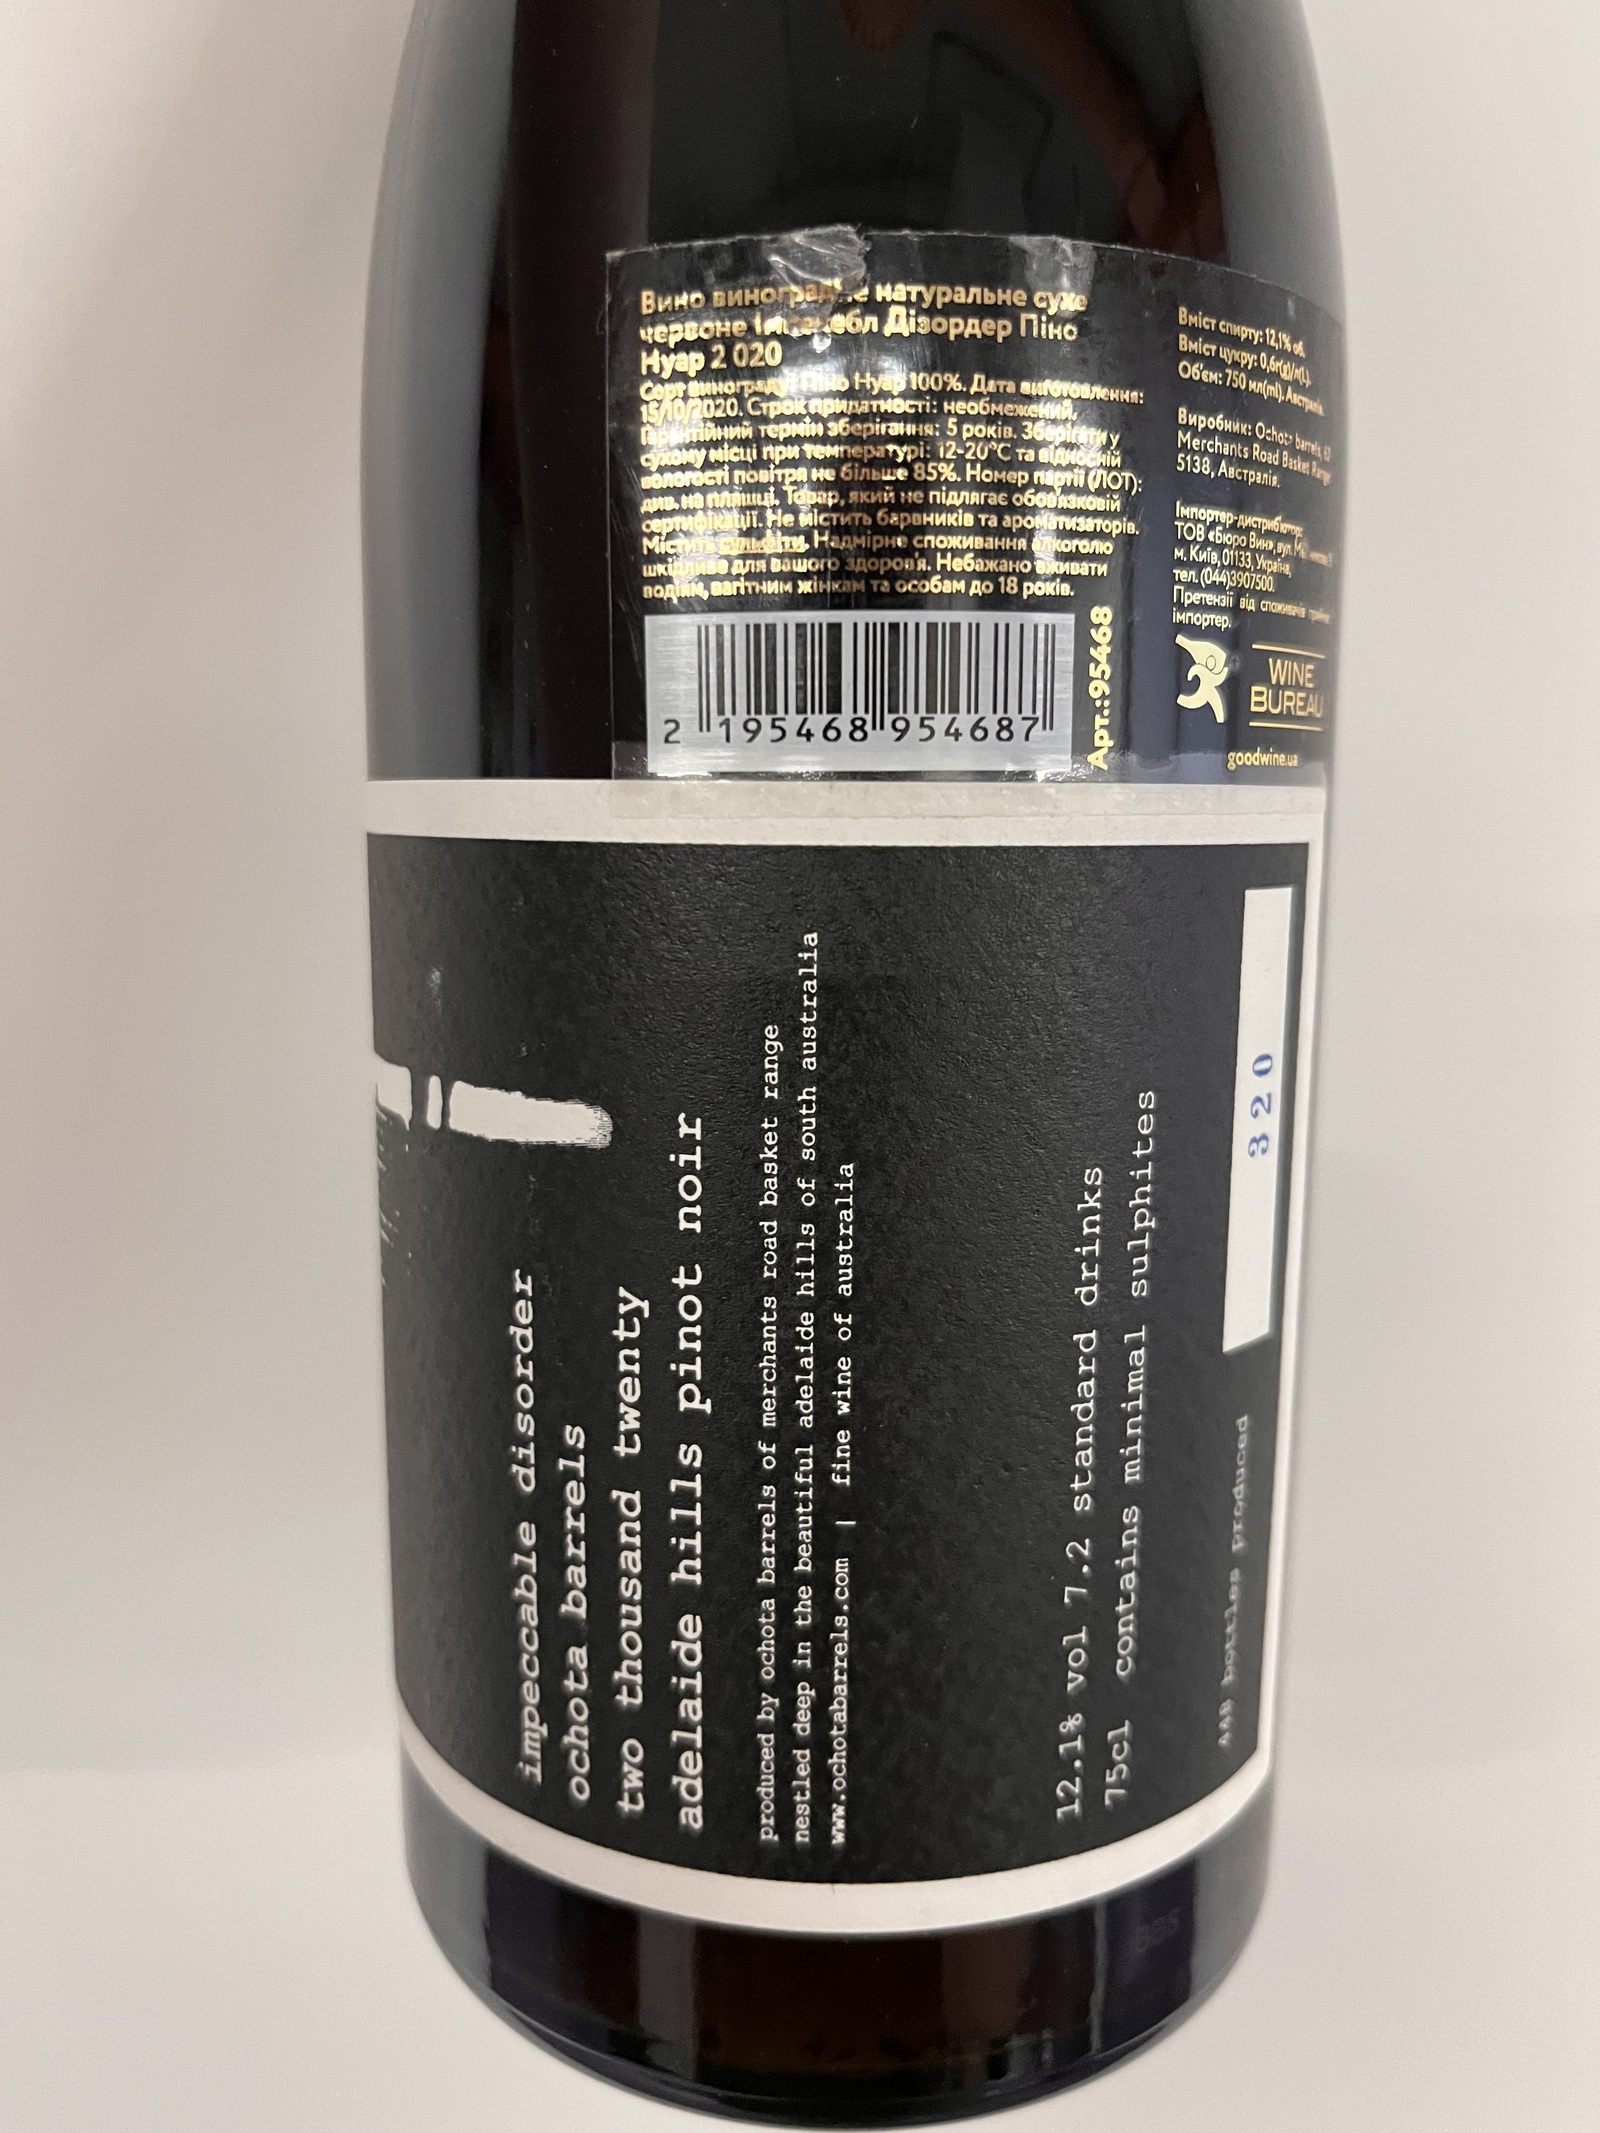 Вино виноградне натуральне сухе
червоне Імпекебл Дізордер Піно
Нуар 2 020
Сорт винограду: Піно Нуар 100%. Дата виготовлення:
15/10/2020. Строк придатності: необмежений.
Гарантійний термін зберігання: 5 років. Зберігати у
сухому місці при температурі: 12-20°С та відносній
вологості повітря не більше 85%. Номер партії (ЛОТ):
див. на пляшці. Товар, який не підлягає обов'язковій
сертифікації. Не містить барвників та ароматизаторів.
Містить сульфіти. Надмірне споживання алкоголю
шкідливе для вашого здоров'я. Небажано вживати
водіям, вагітним жінкам та особам до 18 років.
2 195468 954687
Арт.:95468
Вміст спирту: 12,1% об.
Вміст цукру: 0,6г(g)/л(L).
Об'єм: 750 мл(ml). Австралія.
Виробник: Ochota barrels, 62
Merchants Road Basket Range
5138, Австралія.
Імпортер-дистриб'ютор:
ТОВ «Бюро Вин», вул.
м. Київ, 01133, Україна,
тел. (044)3907500.
Претензії від споживачів приймає
імпортер.
WINE
BUREAU
goodwine.ua
impeccable disorder
ochota barrels
two thousand twenty
adelaide hills pinot noir
produced by ochota barrels of merchants road basket range
nestled deep in the beautiful adelaide hills of south australia
www.ochotabarrels.com | fine wine of australia
12.1% vol 7.2 standard drinks
75cl contains minimal sulphites
bottles produced
320